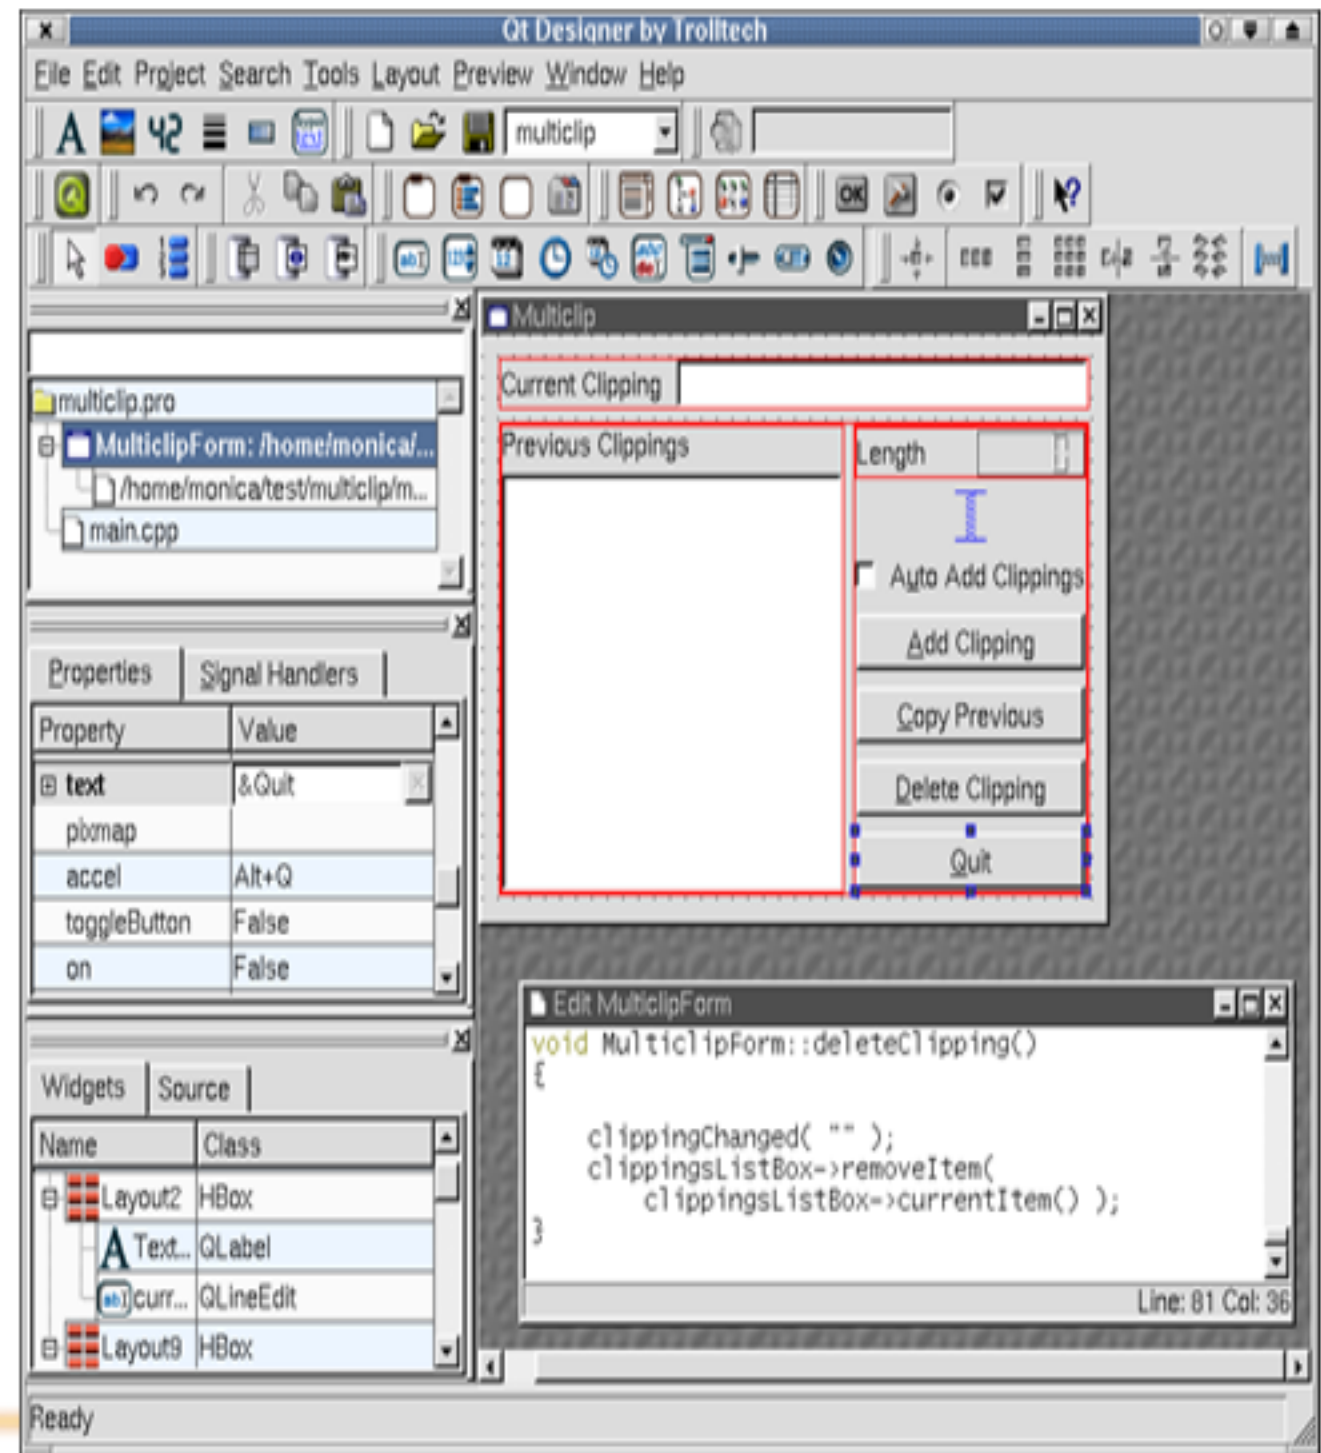 Qt Designer by Trolltech
File Edit Project Search Tools Layout Preview Window Help
multiclip
OK
Multiclip
Current Clipping
Previous Clippings
Length
Auto Add Clippings
Add Clipping
Copy Previous
Delete Clipping
Quit
multiclip.pro
MulticlipForm: /home/monica/...
/home/monica/test/multiclip/m...
main.cpp
Properties Signal Handlers
Property Value
text &Quit
pixmap
accel Alt+Q
toggleButton False
on False
Widgets Source
Name Class
Layout2 HBox
Text... QLabel
curr... QLineEdit
Layout9 HBox
Edit MulticlipForm
void MulticlipForm::deleteClipping()
{
clippingChanged( "" );
clippingsListBox->removeItem(
clippingsListBox->currentItem() );
}
Line: 81 Col: 36
Ready